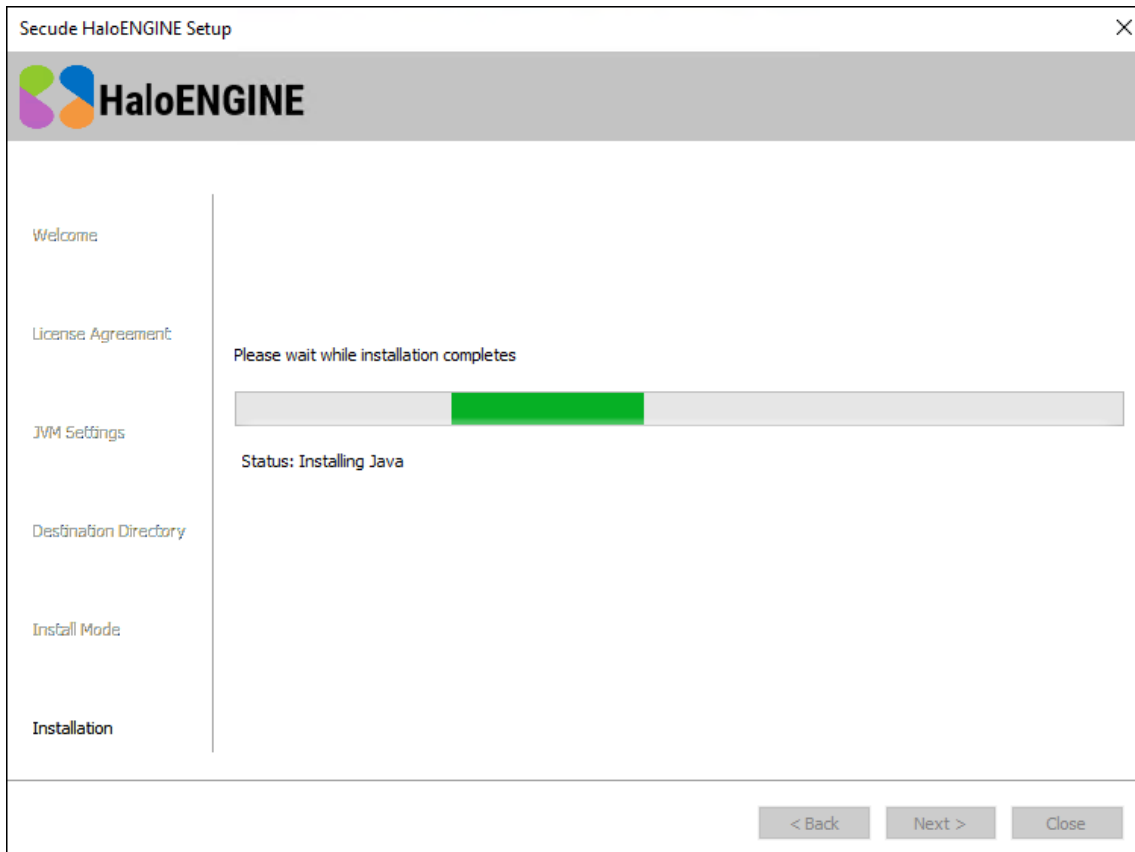 Secude HaloENGINE Setup
HaloENGINE
Welcome
License Agreement
JVM Settings
Destination Directory
Install Mode
Installation
Please wait while installation completes
Status: Installing Java
< Back
Next >
Close